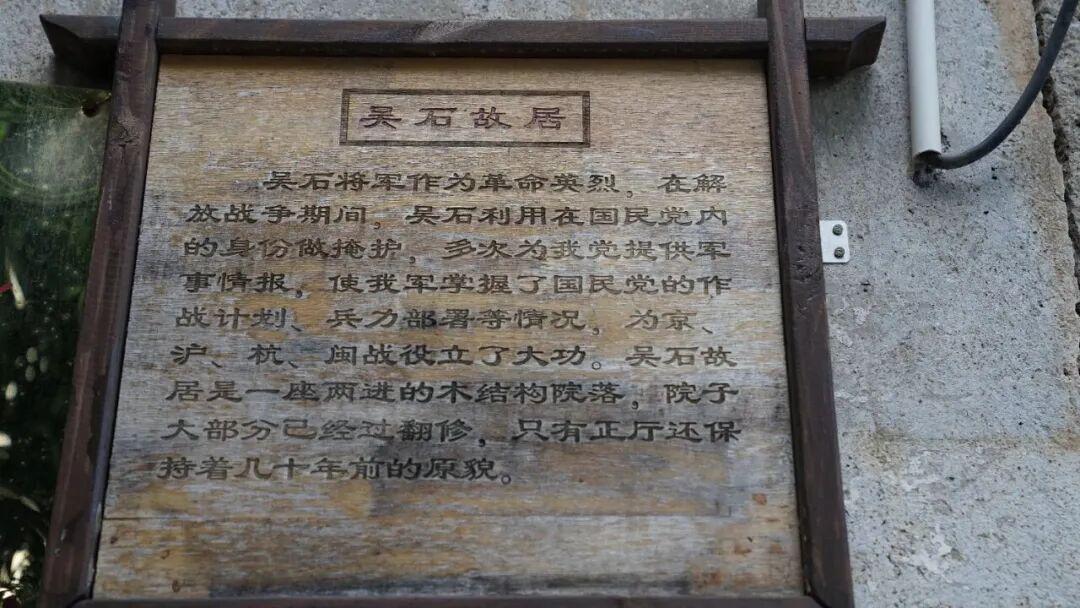 吴石故居
吴石将军作为革命英烈，在解
放战争期间，吴石利用在国民党内
的身份做掩护，多次为我党提供军
事情报，使我军掌握了国民党的作
战计划、兵力部署等情况，为京、
沪、杭、闽战役立了大功。吴石故
居是一座两进的木结构院落，院子
大部分已经过翻修，只有正厅还保
持着几十年前的原貌。